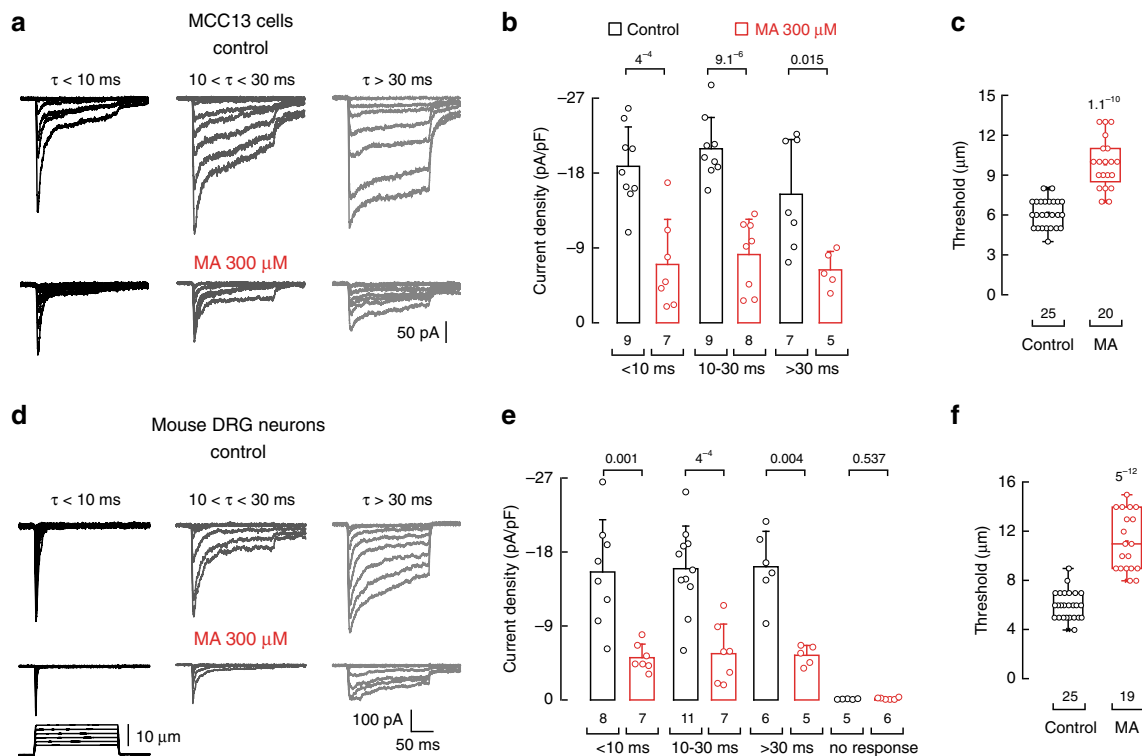 a
MCC13 cells
control
τ < 10 ms
10 < τ < 30 ms
τ > 30 ms
MA 300 μM
50 pA
b
Control
MA 300 μM
4⁻⁴
9.1⁻⁶
0.015
Current density (pA/pF)
–27
–18
–9
0
9
7
9
8
7
5
<10 ms
10-30 ms
>30 ms
c
Threshold (μm)
15
12
9
6
3
0
1.1⁻¹⁰
25
20
Control
MA
d
Mouse DRG neurons
control
τ < 10 ms
10 < τ < 30 ms
τ > 30 ms
MA 300 μM
10 μm
100 pA
50 ms
e
0.001
4⁻⁴
0.004
0.537
Current density (pA/pF)
–27
–18
–9
0
8
7
11
7
6
5
5
6
<10 ms
10-30 ms
>30 ms
no response
f
Threshold (μm)
16
12
8
4
0
5⁻¹²
25
19
Control
MA